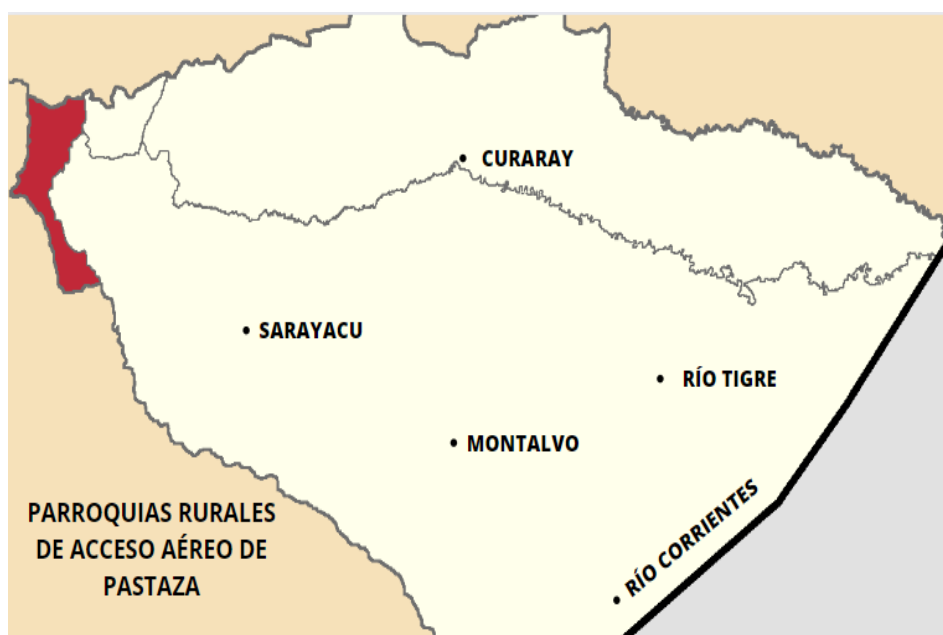 CURARAY
SARAYACU
RÍO TIGRE
MONTALVO
RÍO CORRIENTES
PARROQUIAS RURALES
DE ACCESO AÉREO DE
PASTAZA